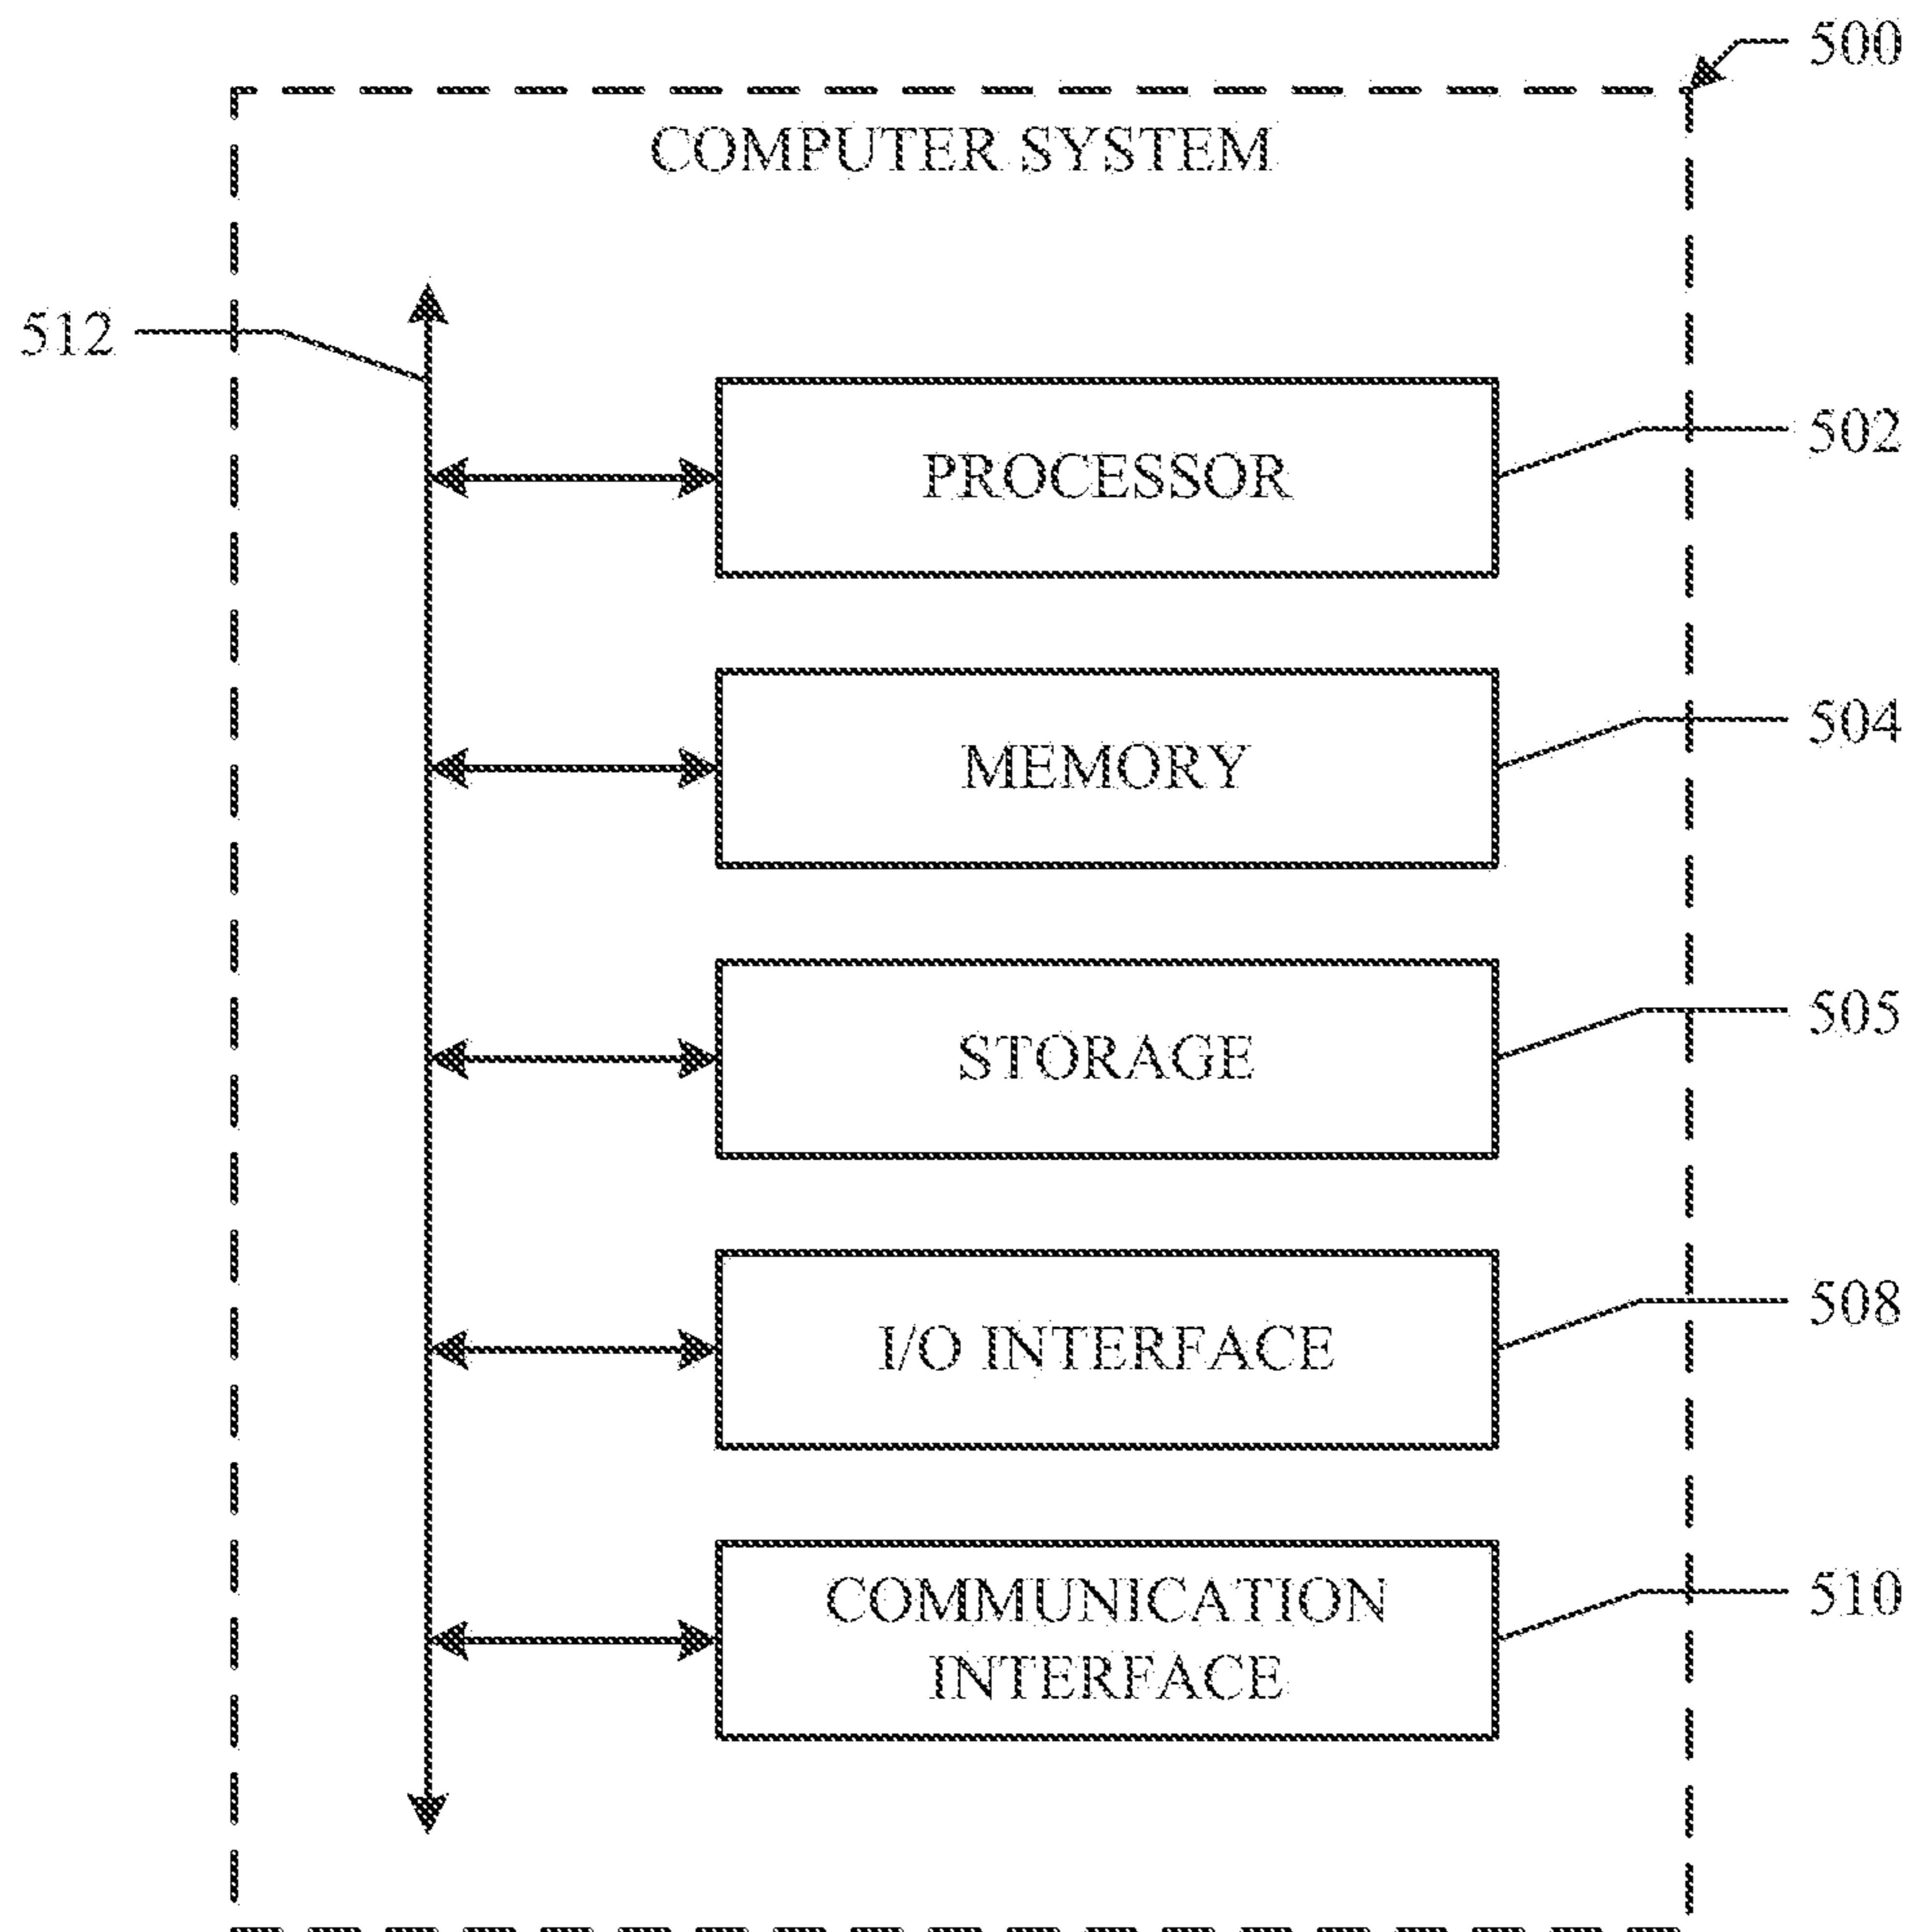 500
COMPUTER SYSTEM
512
PROCESSOR
502
MEMORY
504
STORAGE
505
I/O INTERFACE
508
COMMUNICATION
INTERFACE
510